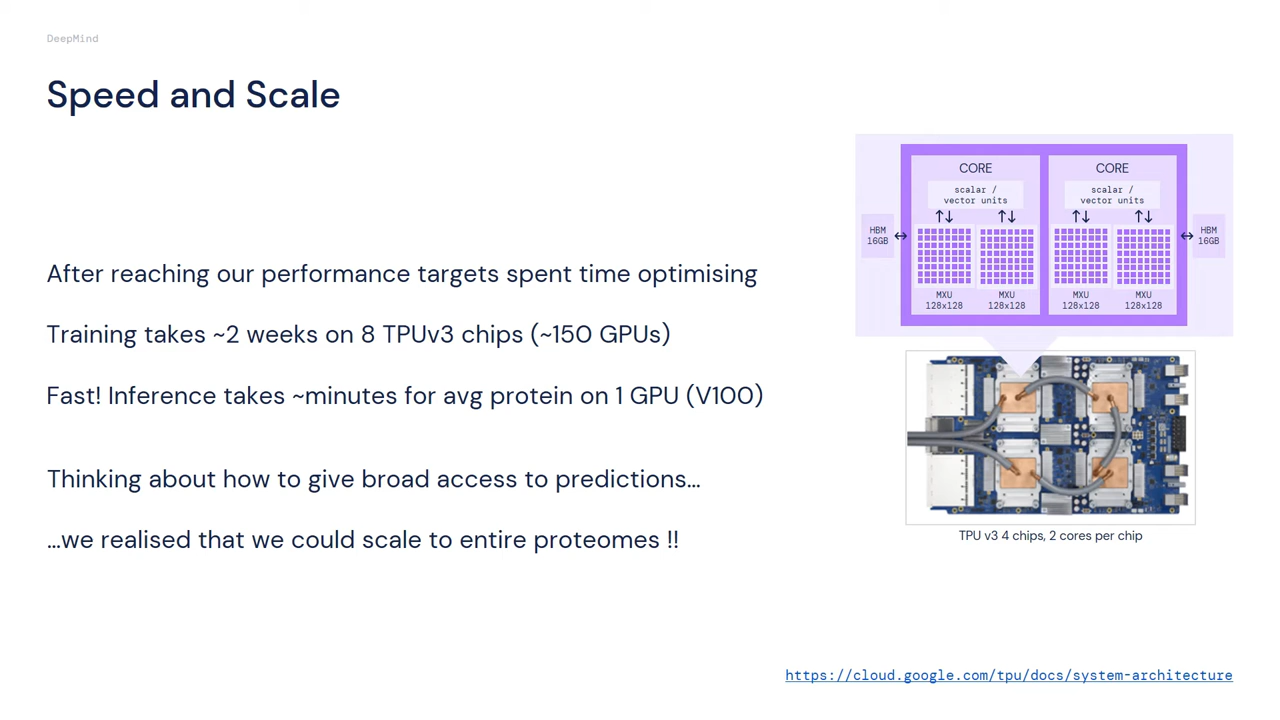 DeepMind
Speed and Scale
After reaching our performance targets spent time optimising
Training takes ~2 weeks on 8 TPUv3 chips (~150 GPUs)
Fast! Inference takes ~minutes for avg protein on 1 GPU (V100)
Thinking about how to give broad access to predictions...
...we realised that we could scale to entire proteomes !!
CORE
CORE
scalar /
vector units
scalar /
vector units
HBM
16GB
HBM
16GB
MXU
128x128
MXU
128x128
MXU
128x128
MXU
128x128
TPU v3 4 chips, 2 cores per chip
https://cloud.google.com/tpu/docs/system-architecture